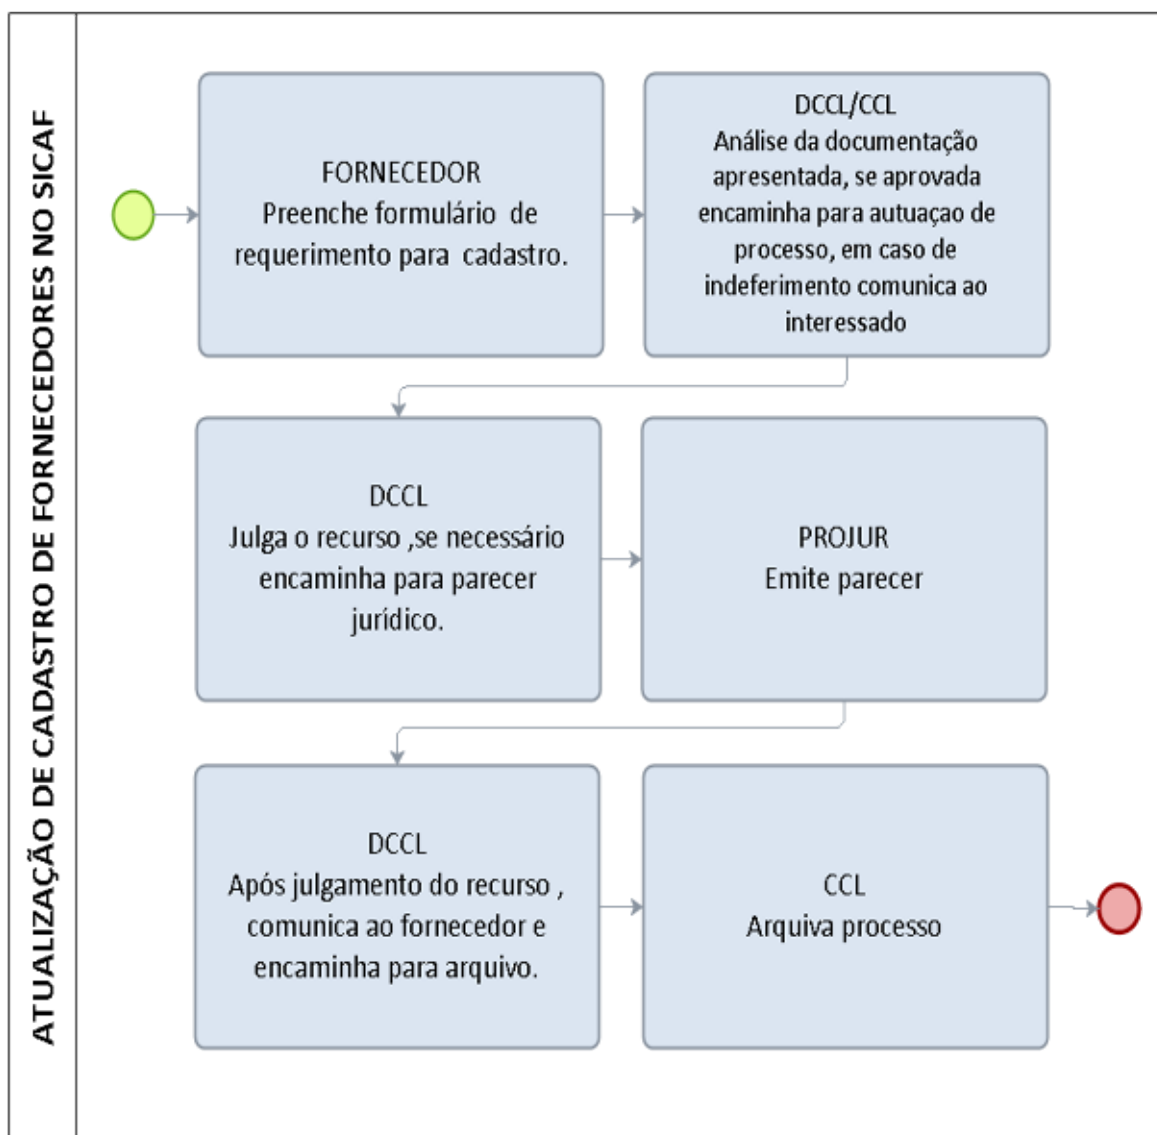 ATUALIZAÇÃO DE CADASTRO DE FORNECEDORES NO SICAF
FORNECEDOR
Preenche formulário de
requerimento para cadastro.
DCCL/CCL
Análise da documentação
apresentada, se aprovada
encaminha para autuaçao de
processo, em caso de
indeferimento comunica ao
interessado
DCCL
Julga o recurso ,se necessário
encaminha para parecer
jurídico.
PROJUR
Emite parecer
DCCL
Após julgamento do recurso ,
comunica ao fornecedor e
encaminha para arquivo.
CCL
Arquiva processo